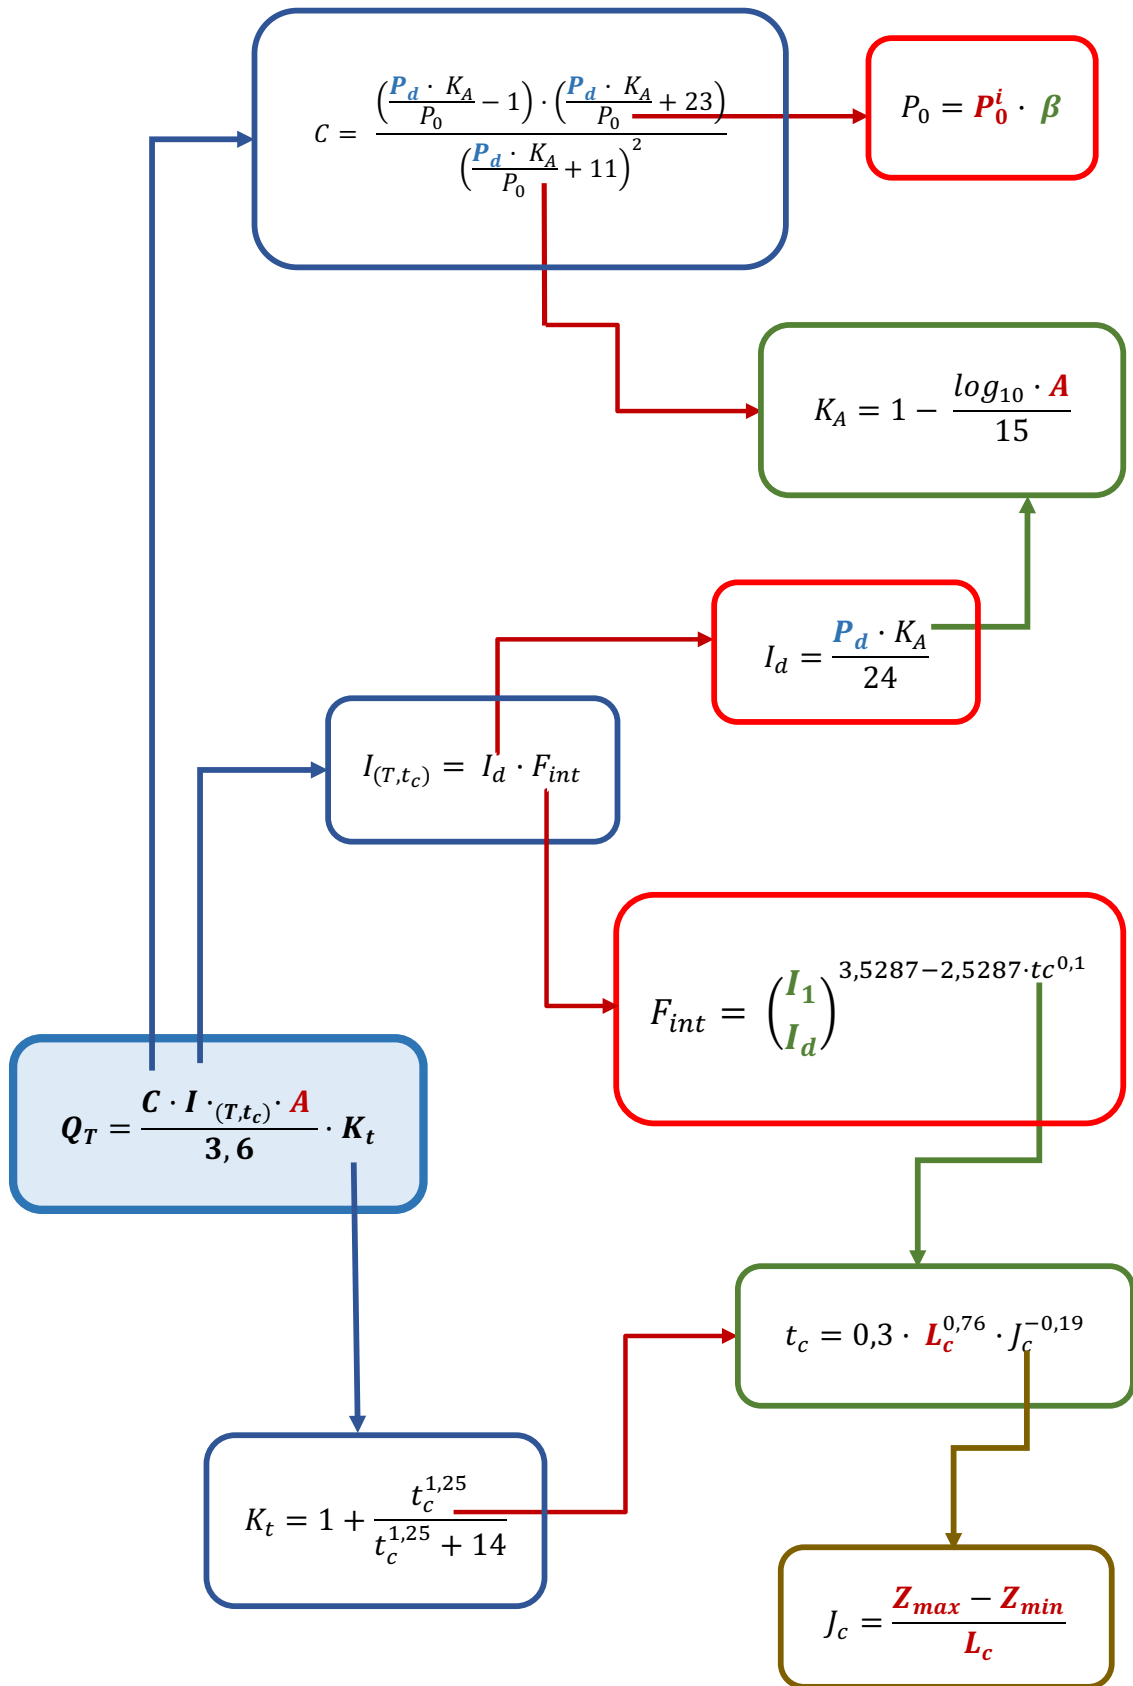 C = ((P_d · K_A / P_0 − 1) · (P_d · K_A / P_0 + 23)) / (P_d · K_A / P_0 + 11)^2
P_0 = P_0^i · β
K_A = 1 − (log_10 · A) / 15
I_d = (P_d · K_A) / 24
I_(T,t_c) = I_d · F_int
F_int = (I_1 I_d)^(3,5287−2,5287·tc^0,1)
Q_T = (C · I ·_(T,t_c) · A) / 3,6 · K_t
t_c = 0,3 · L_c^0,76 · J_c^−0,19
K_t = 1 + t_c^1,25 / (t_c^1,25 + 14)
J_c = (Z_max − Z_min) / L_c